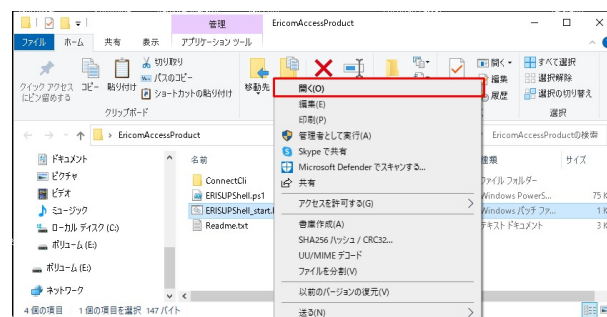 管理
EricomAccessProduct
ファイル ホーム 共有 表示 アプリケーション ツール
クイック アクセス
にピン留めする
コピー
貼り付け
切り取り
パスのコピー
ショートカットの貼り付け
クリップボード
移動先
開く
編集
履歴
すべて選択
選択解除
選択の切り替え
選択
EricomAccessProduct
EricomAccessProductの検索
ドキュメント
ピクチャ
ビデオ
ミュージック
ローカル ディスク (C:)
ボリューム (E:)
ボリューム (E:)
ネットワーク
名前
種類
サイズ
ConnectCli
ファイル フォルダー
ERISUPShell.ps1
Windows PowerS...
75 K
ERISUPShell_start.
Windows バッチ ファ...
1 K
Readme.txt
テキスト ドキュメント
3 K
開く(O)
編集(E)
印刷(P)
管理者として実行(A)
Skype で共有
Microsoft Defender でスキャンする...
共有
アクセスを許可する(G)
書庫作成(A)
SHA256 ハッシュ / CRC32...
UU/MIME デコード
ファイルを分割(V)
以前のバージョンの復元(V)
送る(N)
4 個の項目 1 個の項目を選択 147 バイト